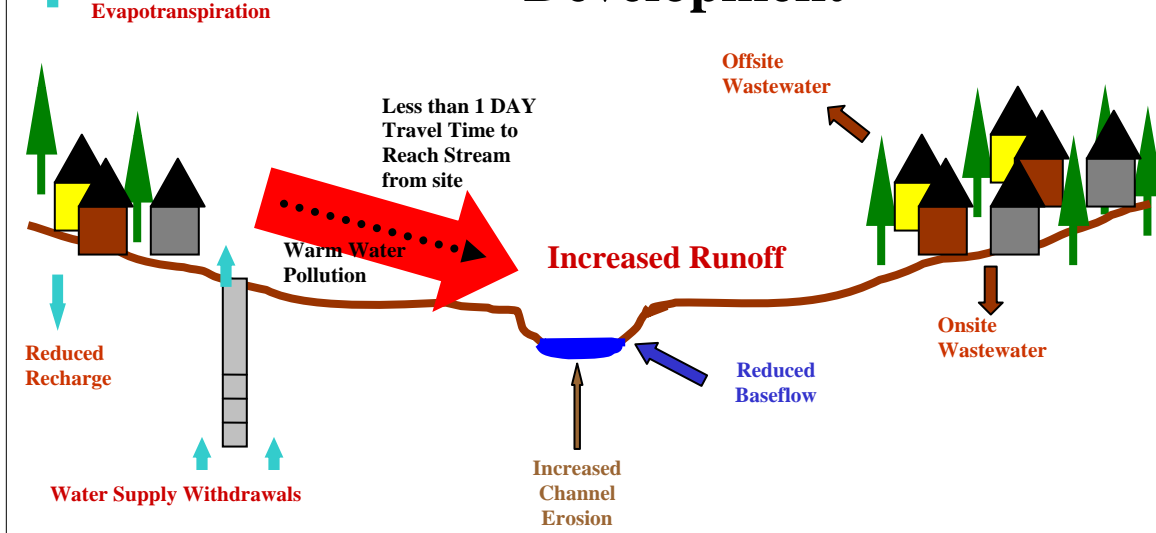 Development
Evapotranspiration
Offsite
Wastewater
Less than 1 DAY
Travel Time to
Reach Stream
from site
Warm Water
Pollution
Increased Runoff
Onsite
Wastewater
Reduced
Recharge
Reduced
Baseflow
Increased
Channel
Erosion
Water Supply Withdrawals